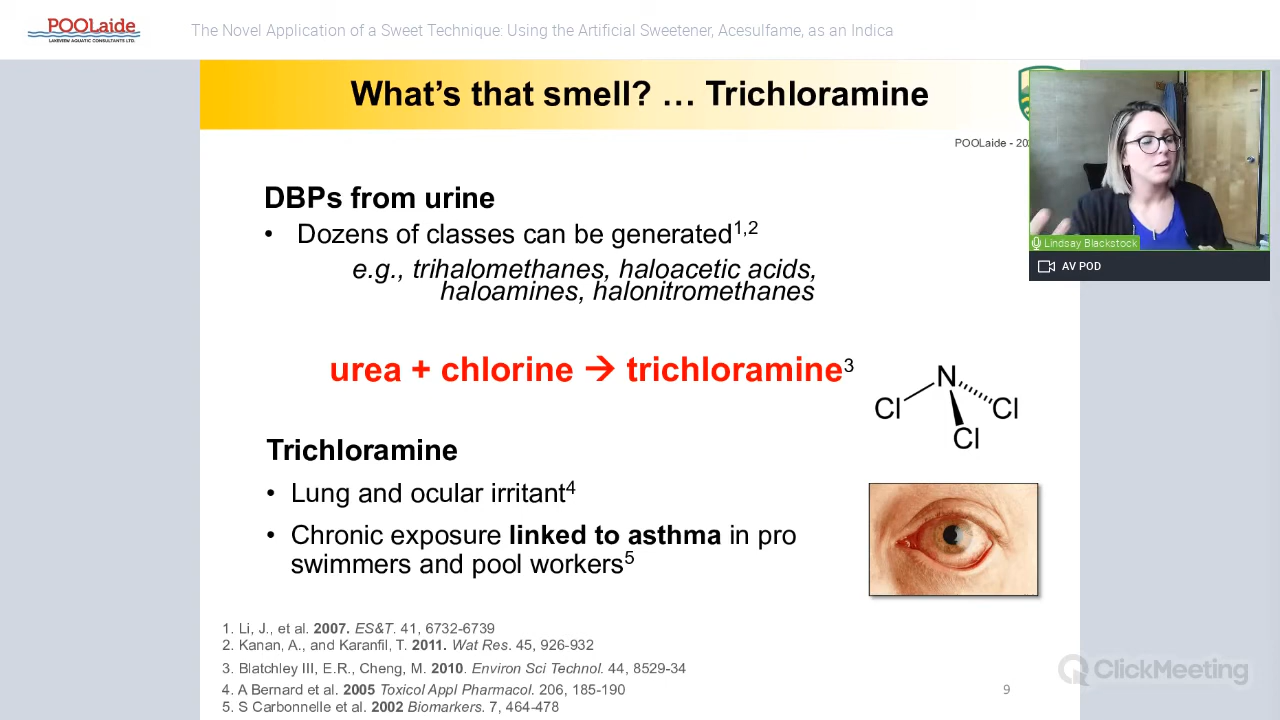 POOLaide
LAKEVIEW AQUATIC CONSULTANTS LTD.
The Novel Application of a Sweet Technique: Using the Artificial Sweetener, Acesulfame, as an Indica
What's that smell? … Trichloramine
POOLaide - 20
DBPs from urine
• Dozens of classes can be generated1,2
e.g., trihalomethanes, haloacetic acids,
haloamines, halonitromethanes
Lindsay Blackstock
AV POD
urea + chlorine → trichloramine3
N
Cl
Cl
Cl
Trichloramine
• Lung and ocular irritant4
• Chronic exposure linked to asthma in pro
swimmers and pool workers5
1. Li, J., et al. 2007. ES&T. 41, 6732-6739
2. Kanan, A., and Karanfil, T. 2011. Wat Res. 45, 926-932
3. Blatchley III, E.R., Cheng, M. 2010. Environ Sci Technol. 44, 8529-34
4. A Bernard et al. 2005 Toxicol Appl Pharmacol. 206, 185-190
5. S Carbonnelle et al. 2002 Biomarkers. 7, 464-478
9
ClickMeeting